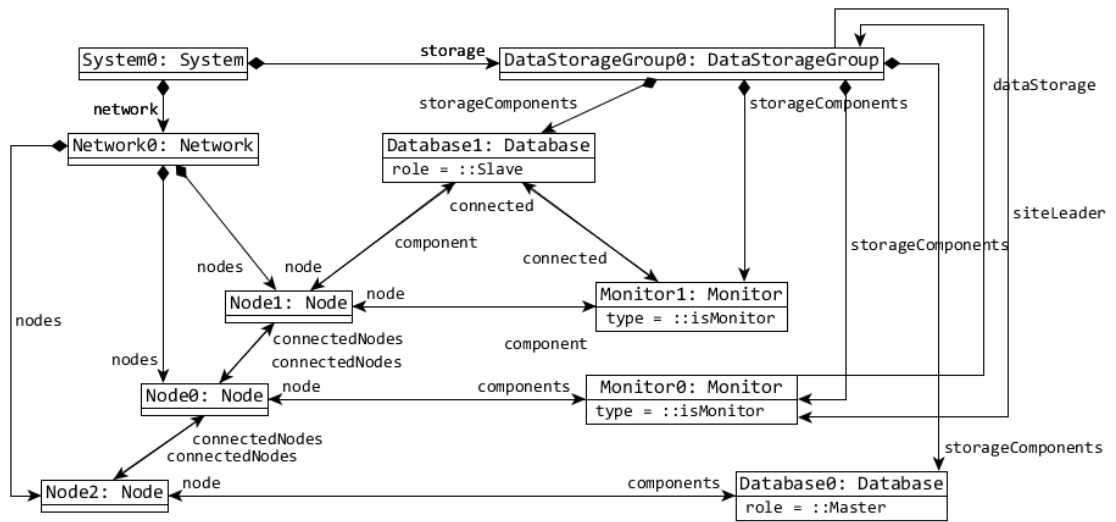 storage
System0: System
DataStorageGroup0: DataStorageGroup
dataStorage
storageComponents
storageComponents
network
Network0: Network
Database1: Database
role = ::Slave
connected
siteLeader
component
storageComponents
connected
nodes
node
Node1: Node
node
Monitor1: Monitor
type = ::isMonitor
nodes
connectedNodes
component
nodes
connectedNodes
Node0: Node
node
components
Monitor0: Monitor
type = ::isMonitor
connectedNodes
connectedNodes
storageComponents
Node2: Node
node
components
Database0: Database
role = ::Master